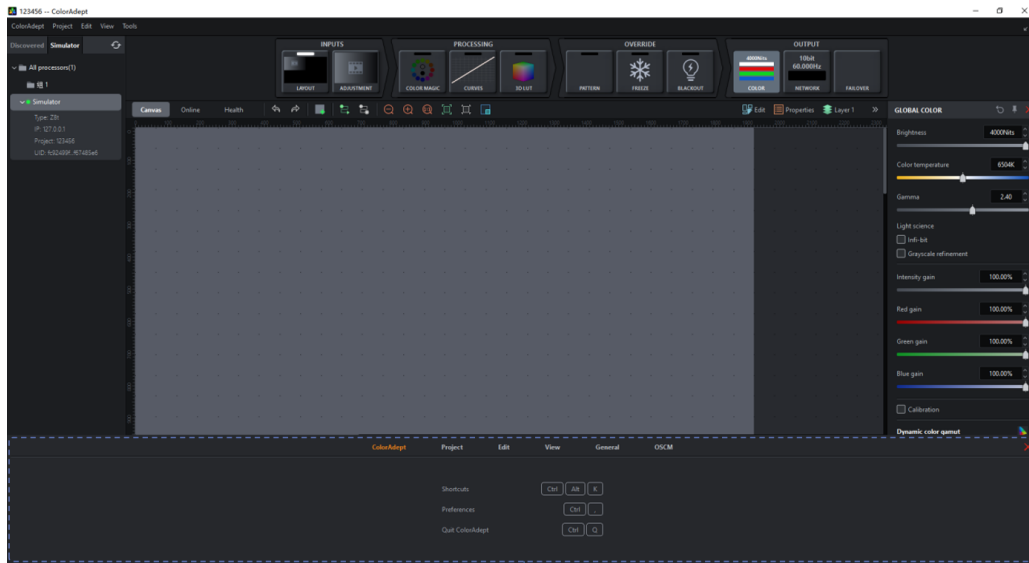 123456 -- ColorAdept
ColorAdept Project Edit View Tools
Discovered Simulator
All processors(1)
组 1
Simulator
Type: Z8t
IP: 127.0.0.1
Project: 123456
INPUTS
LAYOUT ADJUSTMENT
PROCESSING
COLOR MAGIC CURVES 3D LUT
OVERRIDE
PATTERN FREEZE BLACKOUT
OUTPUT
4000Nits 10bit
60.000Hz
COLOR NETWORK FAILOVER
Canvas Online Health Edit Properties Layer 1
GLOBAL COLOR
Brightness 4000Nits
Color temperature 6504K
Gamma 2.40
Light science
Infi-bit
Grayscale refinement
Intensity gain 100.00%
Red gain 100.00%
Green gain 100.00%
Blue gain 100.00%
Calibration
Dynamic color gamut
ColorAdept Project Edit View General OSCM
Shortcuts Ctrl Alt K
Preferences Ctrl ,
Quit ColorAdept Ctrl Q